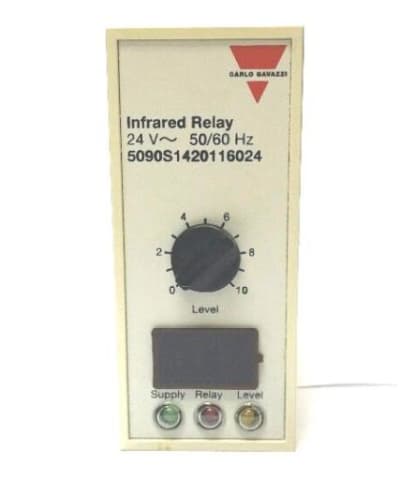 CARLO GAVAZZI
Infrared Relay
24 V~ 50/60 Hz
5090S1420116024
4 6
2 8
0 10
Level
Supply Relay Level